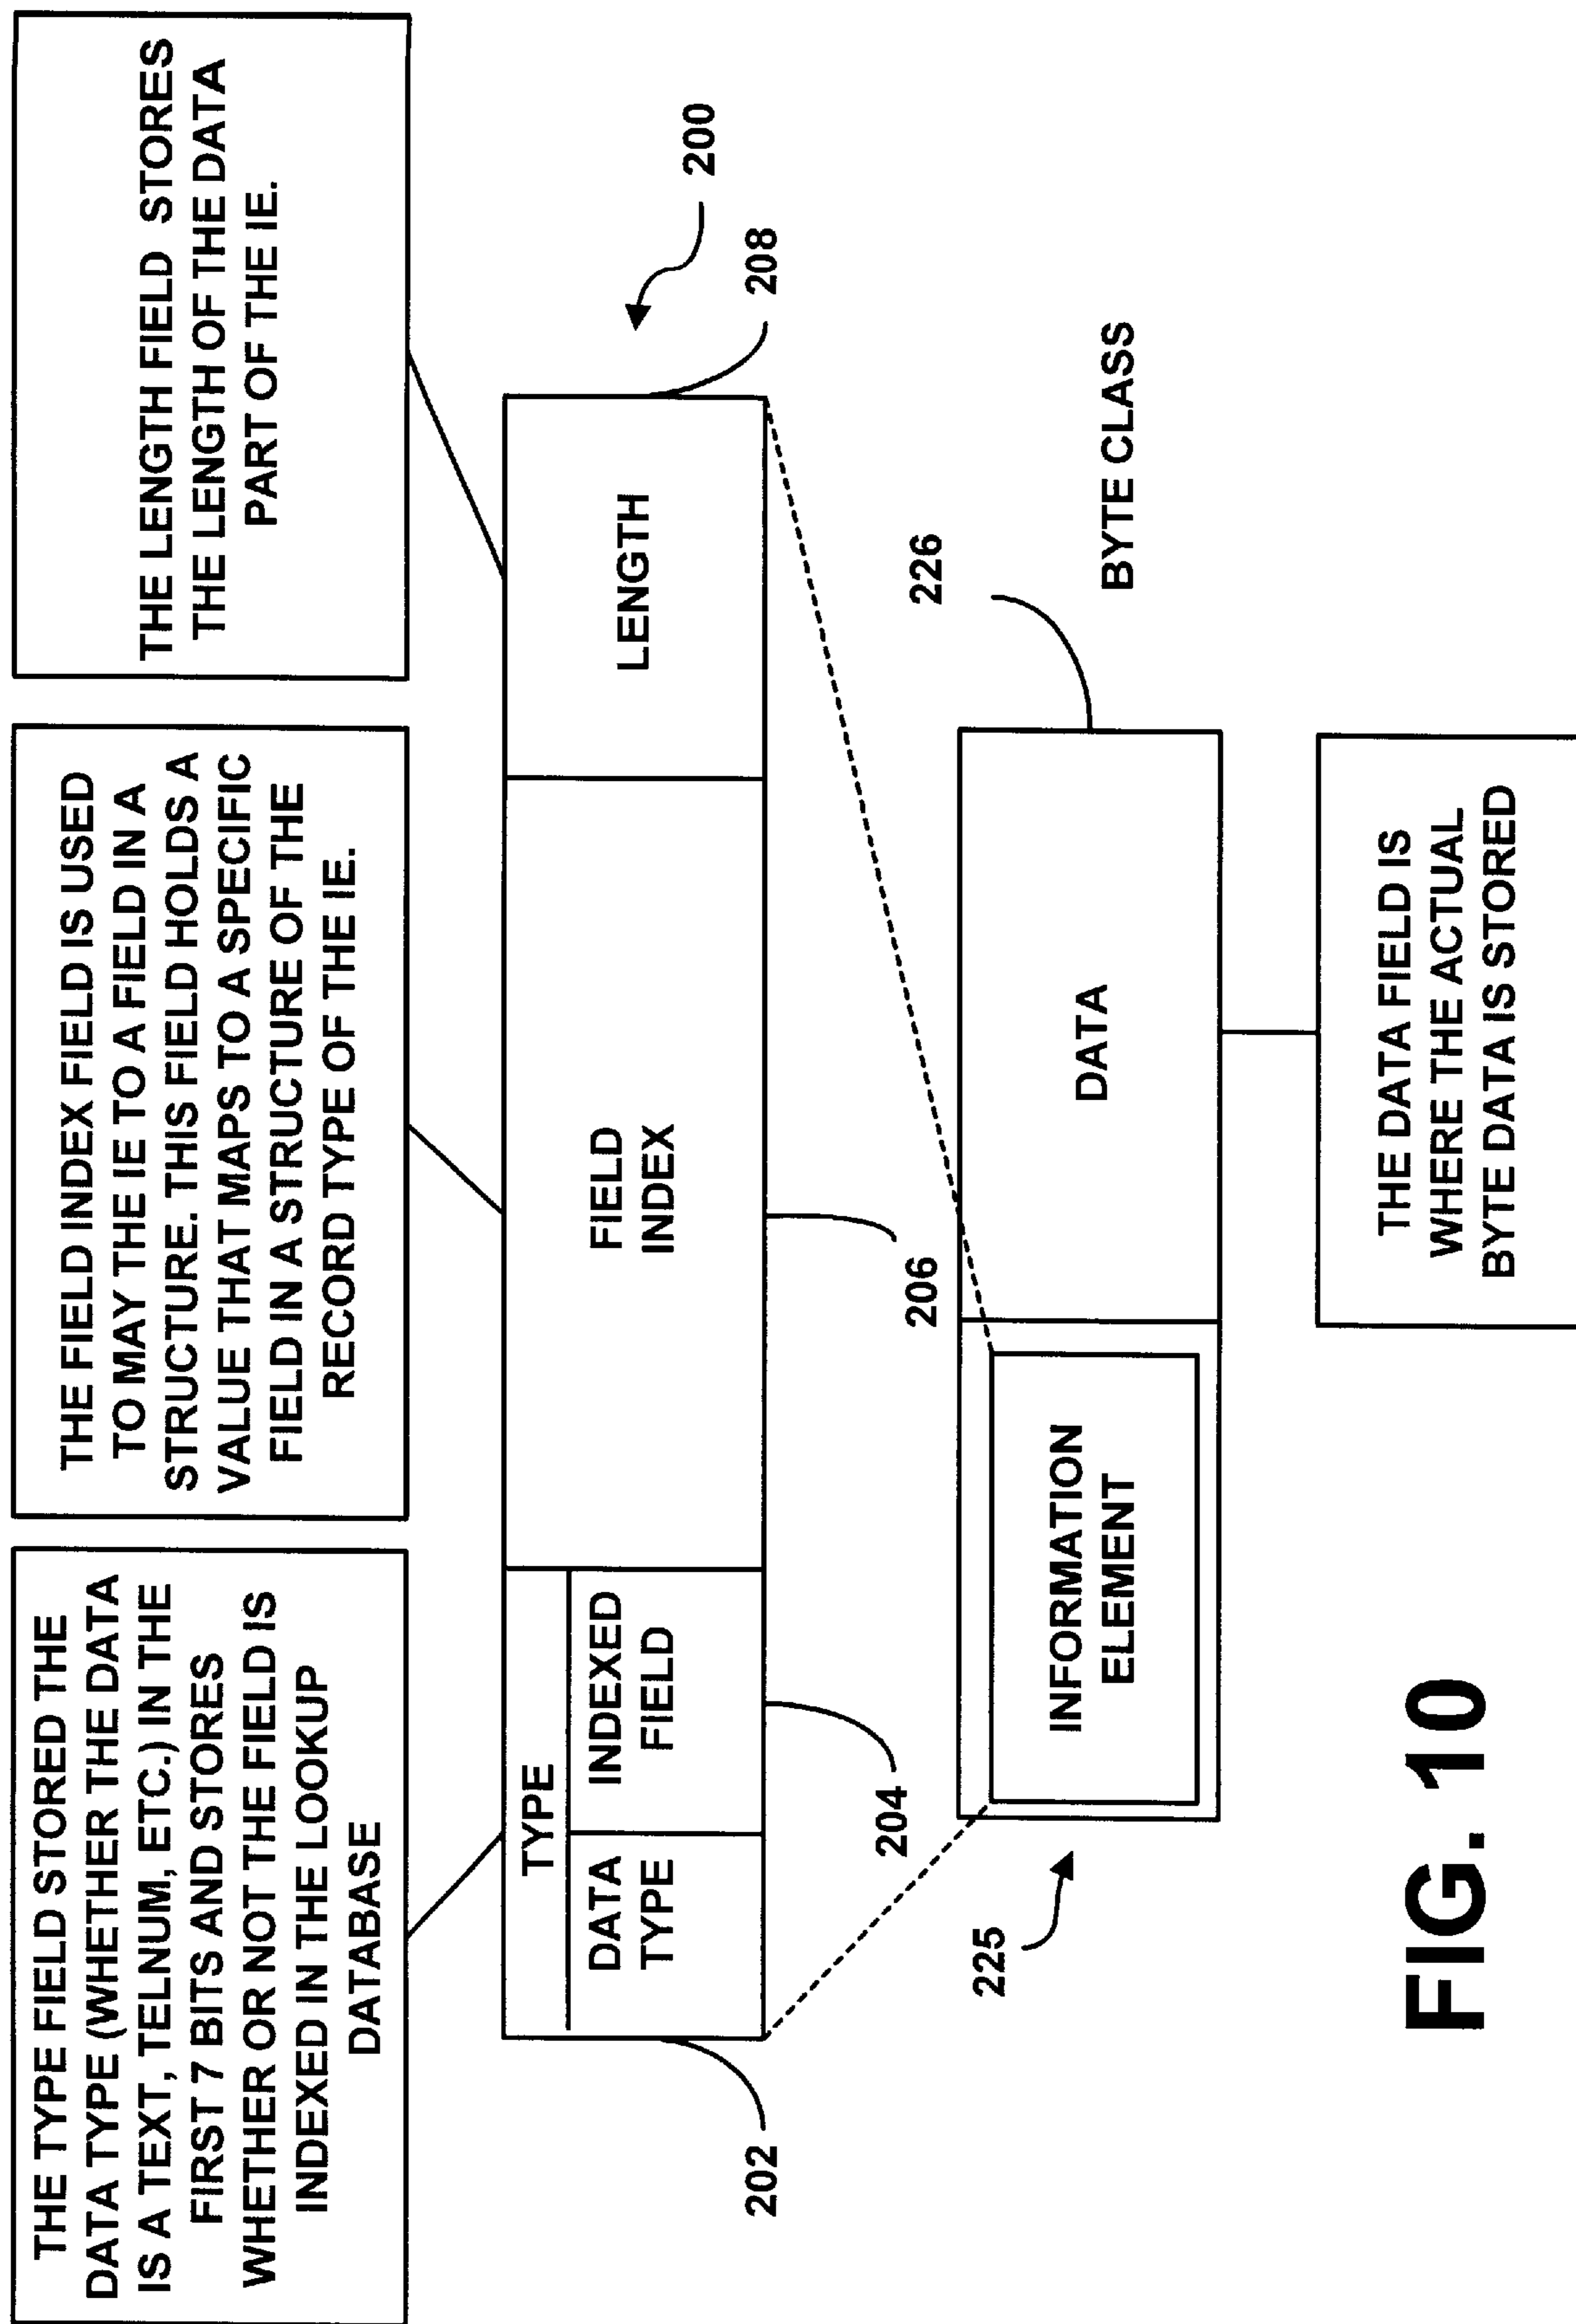 THE TYPE FIELD STORED THE
DATA TYPE (WHETHER THE DATA
IS A TEXT, TELNUM, ETC.) IN THE
FIRST 7 BITS AND STORES
WHETHER OR NOT THE FIELD IS
INDEXED IN THE LOOKUP
DATABASE
THE FIELD INDEX FIELD IS USED
TO MAY THE IE TO A FIELD IN A
STRUCTURE. THIS FIELD HOLDS A
VALUE THAT MAPS TO A SPECIFIC
FIELD IN A STRUCTURE OF THE
RECORD TYPE OF THE IE.
THE LENGTH FIELD STORES
THE LENGTH OF THE DATA
PART OF THE IE.
TYPE
DATA
TYPE
INDEXED
FIELD
FIELD
INDEX
LENGTH
200
202
204
206
208
225
INFORMATION
ELEMENT
DATA
226
BYTE CLASS
THE DATA FIELD IS
WHERE THE ACTUAL
BYTE DATA IS STORED
FIG. 10